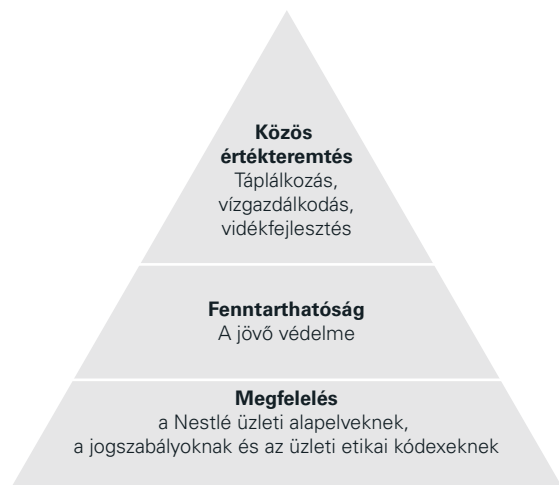 Közös
értékteremtés
Táplálkozás,
vízgazdálkodás,
vidékfejlesztés
Fenntarthatóság
A jövő védelme
Megfelelés
a Nestlé üzleti alapelveknek,
a jogszabályoknak és az üzleti etikai kódexeknek